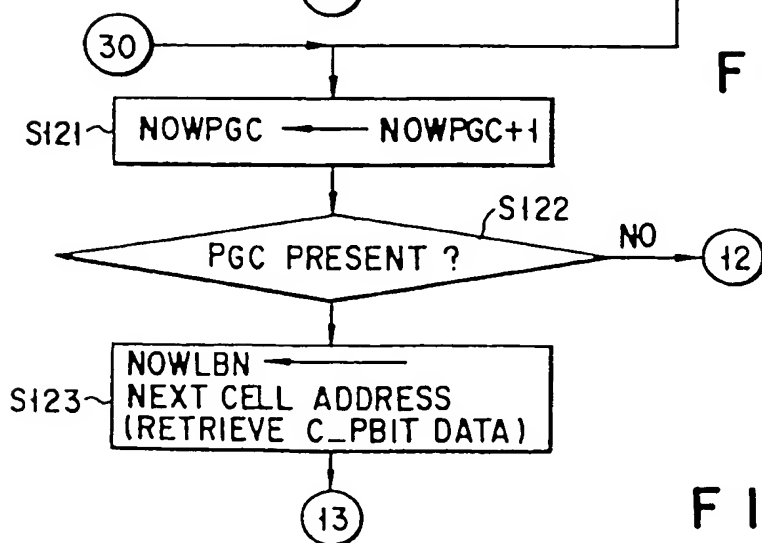 30
F
S121 NOWPGC ← NOWPGC+1
S122
PGC PRESENT ?
NO
12
NOWLBN ←
S123 NEXT CELL ADDRESS
(RETRIEVE C_PBIT DATA)
13
F I